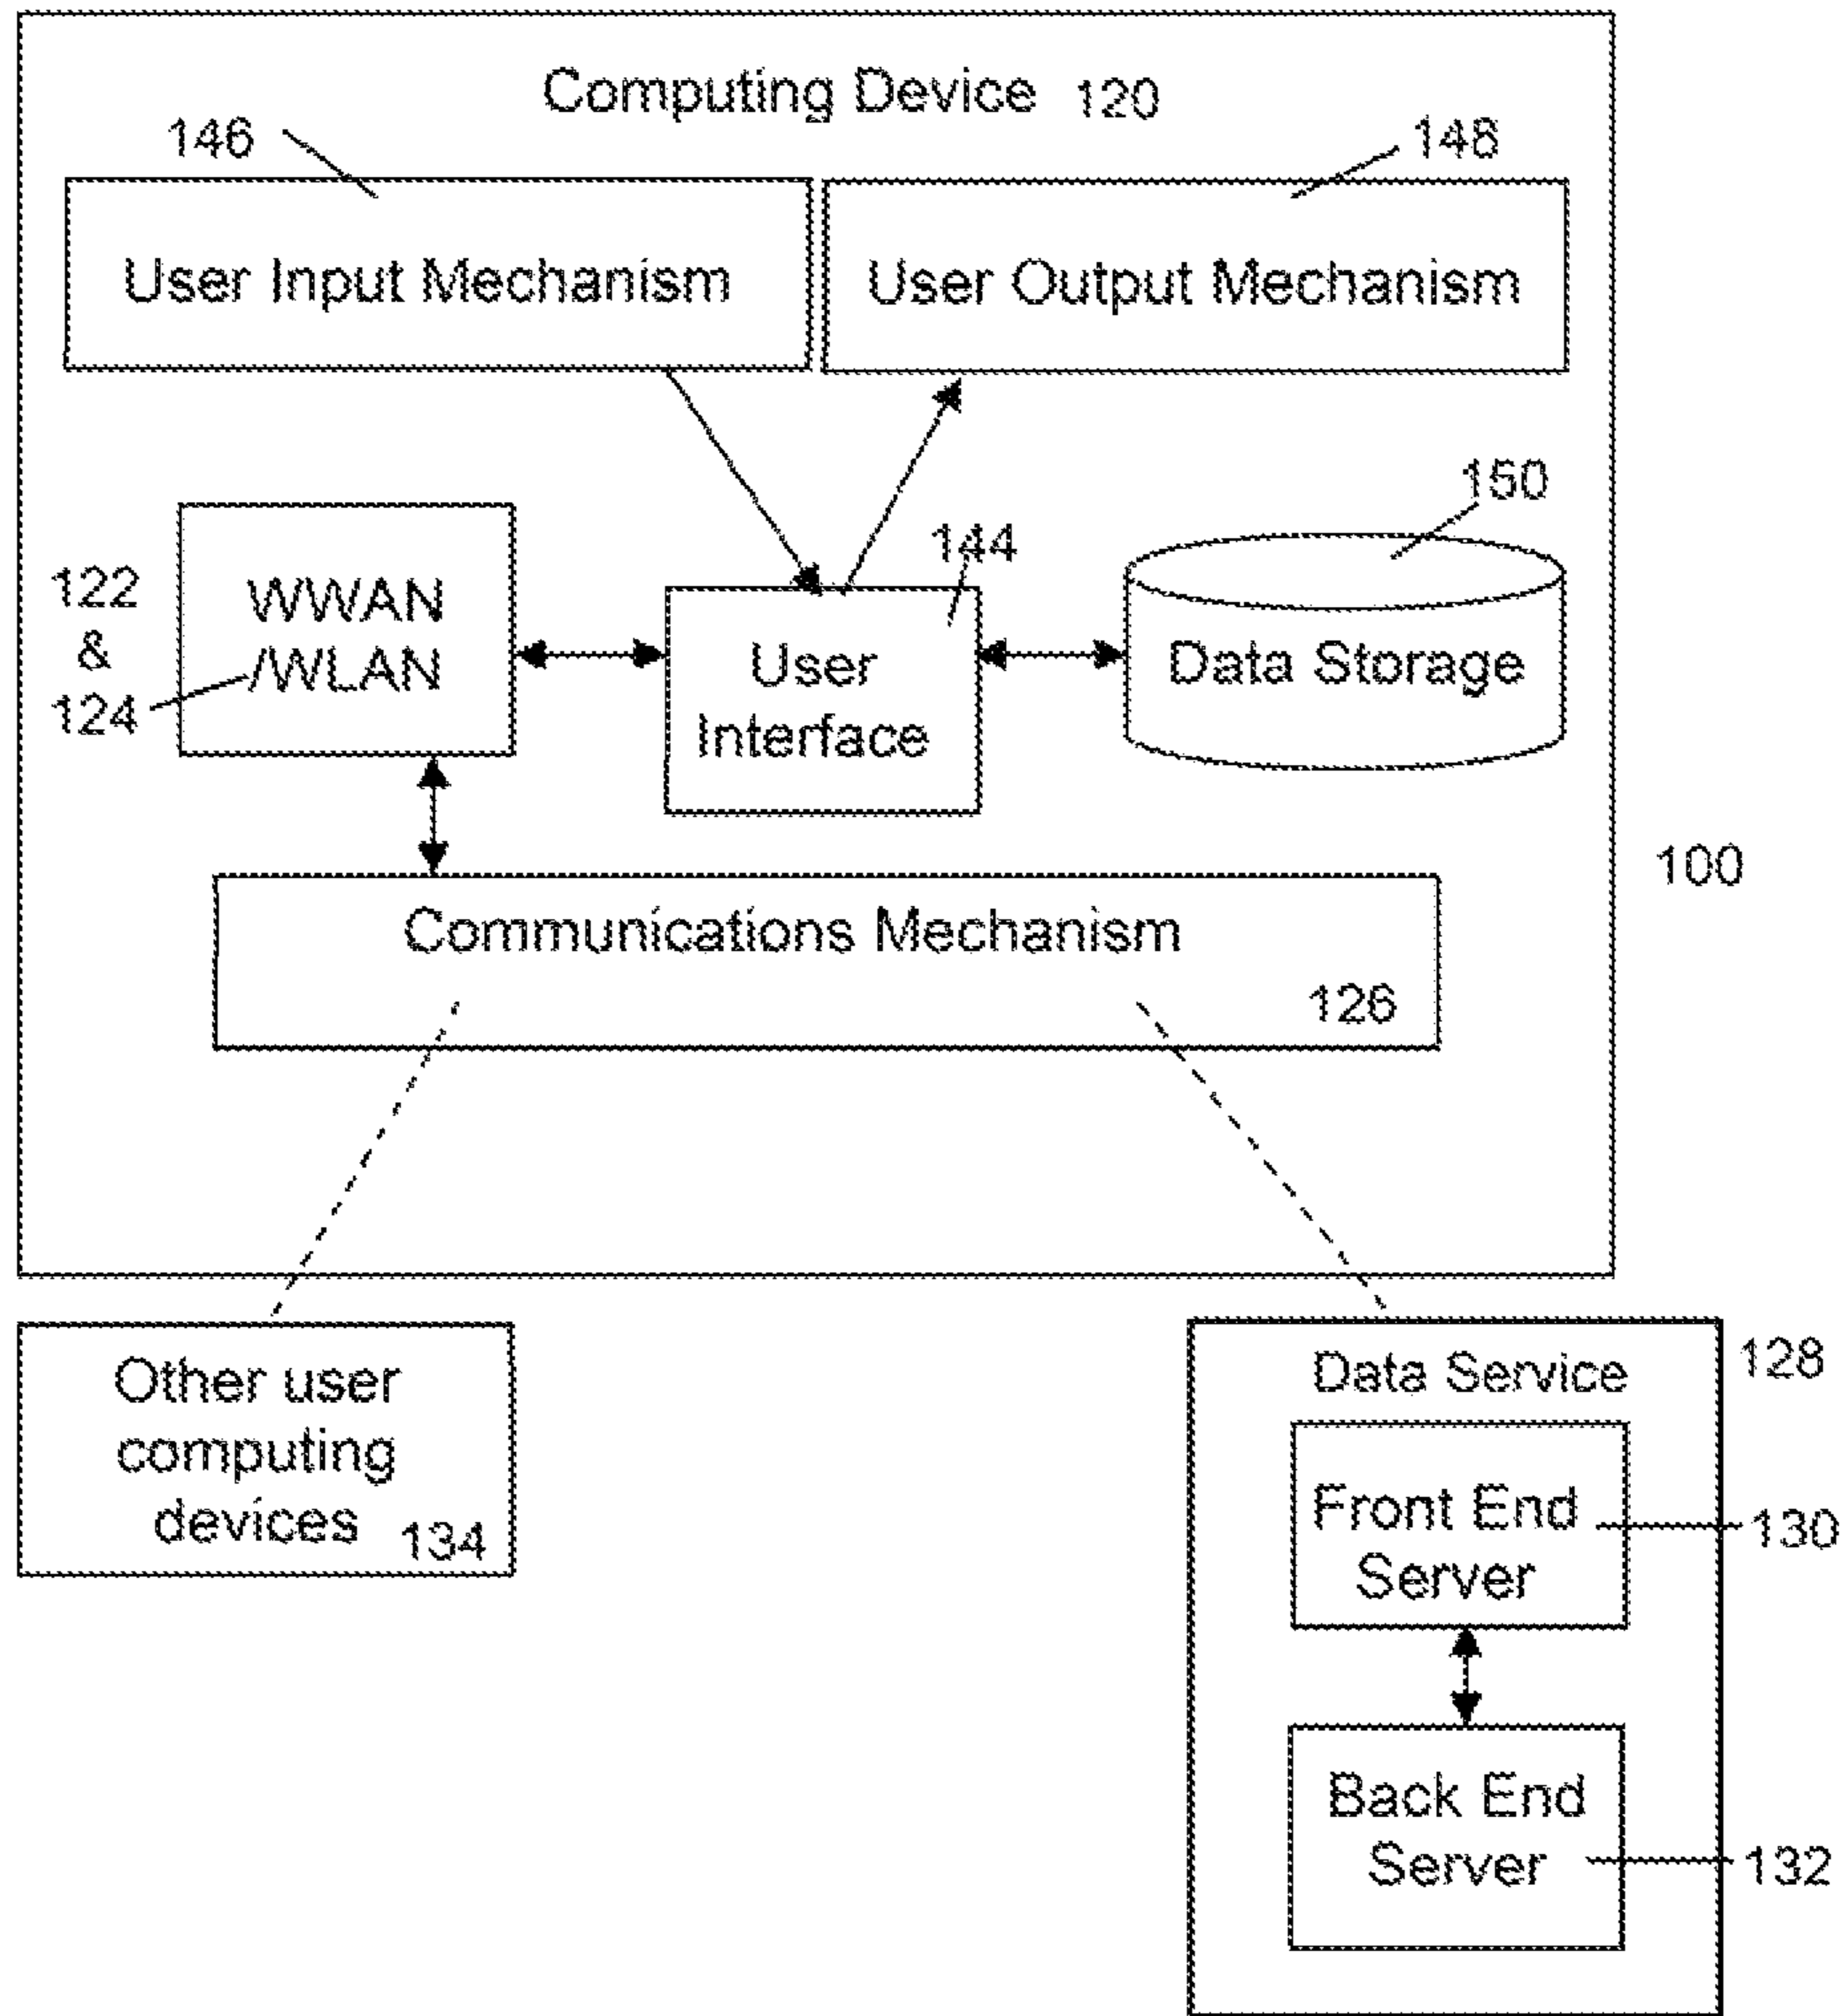 Computing Device 120
146
148
User Input Mechanism
User Output Mechanism
150
144
122
&
124
WWAN
/WLAN
User
Interface
Data Storage
100
Communications Mechanism
126
Other user
computing
devices 134
128
Data Service
Front End
Server
130
Back End
Server
132